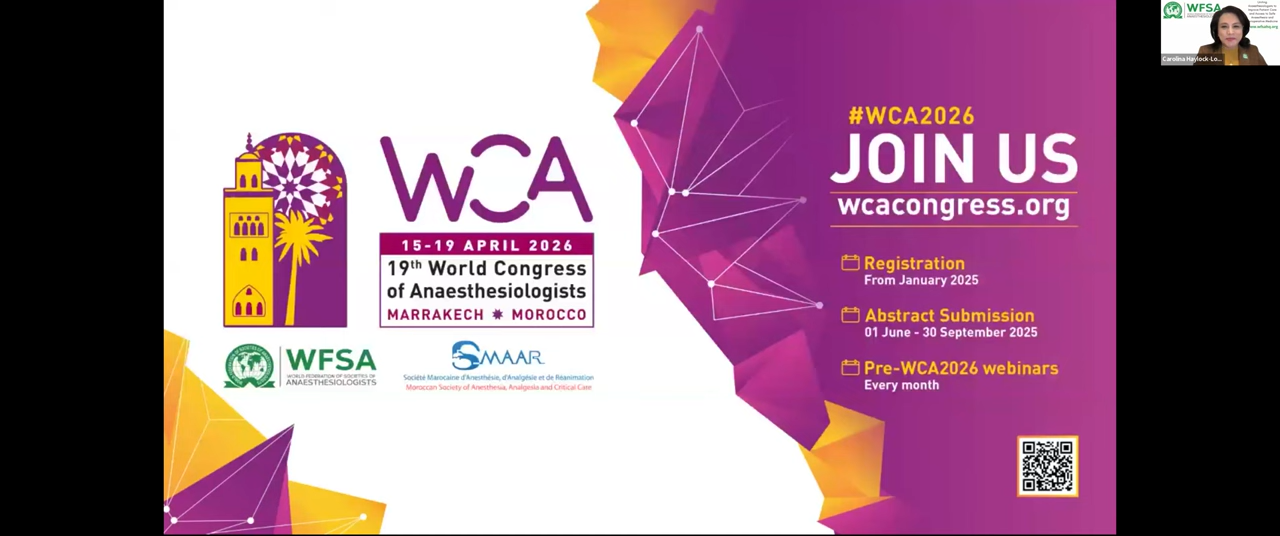 WCA
15-19 APRIL 2026
19th World Congress
of Anaesthesiologists
MARRAKECH ✷ MOROCCO
WFSA
WORLD FEDERATION OF SOCIETIES OF
ANAESTHESIOLOGISTS
SMAAR
Société Marocaine d'Anesthésie, d'Analgésie et de Réanimation
Moroccan Society of Anesthesia, Analgesia and Critical Care
#WCA2026
JOIN US
wcacongress.org
Registration
From January 2025
Abstract Submission
01 June - 30 September 2025
Pre-WCA2026 webinars
Every month
WFSA
Carolina Haylock-Lo...